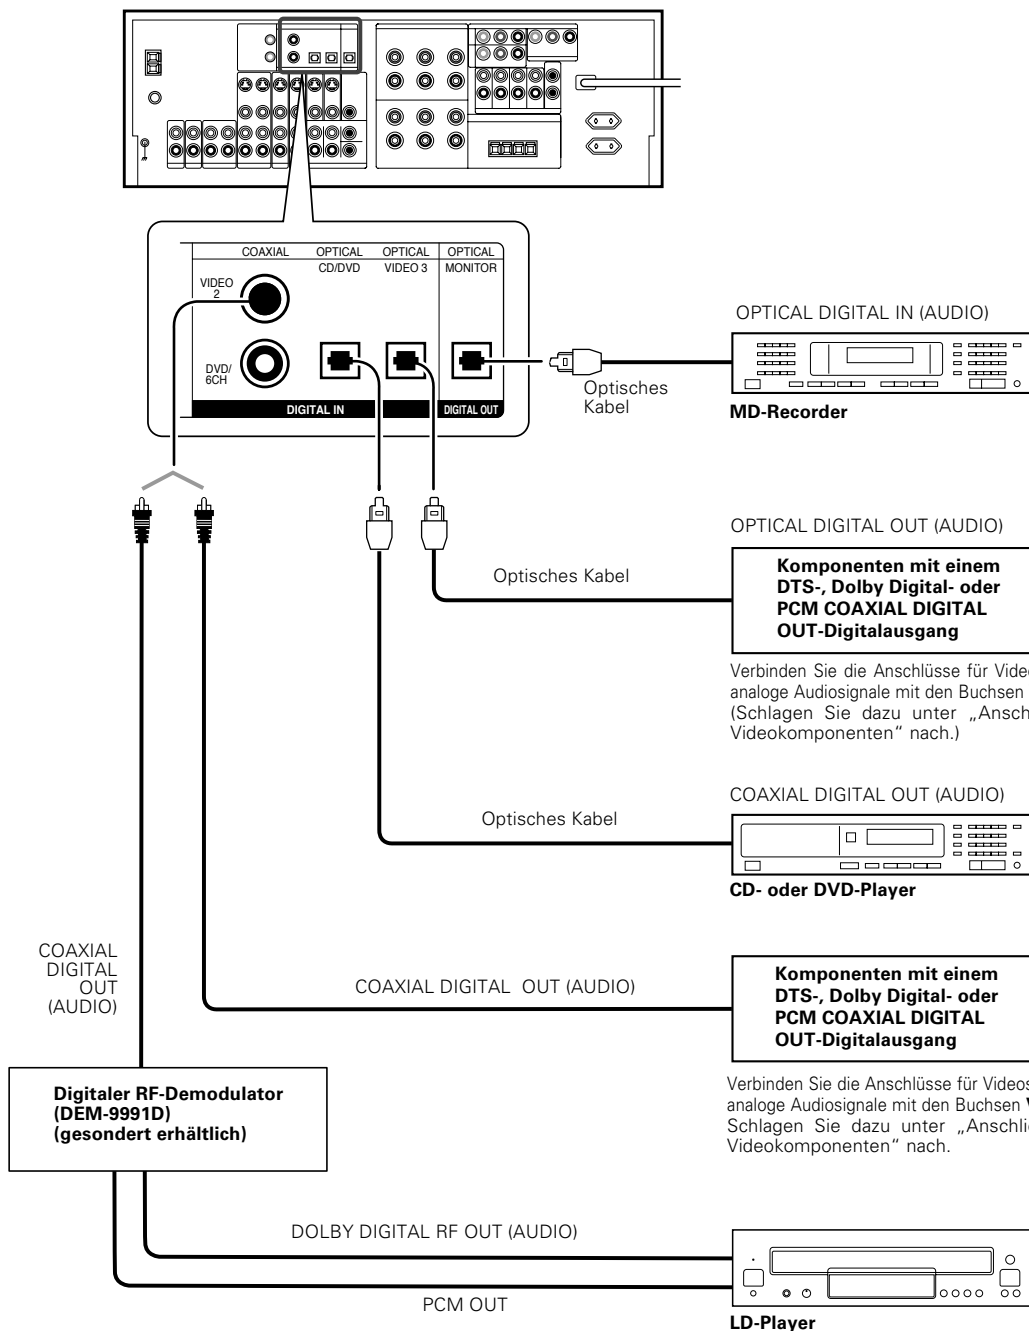 COAXIAL OPTICAL OPTICAL OPTICAL
CD/DVD VIDEO 3 MONITOR
VIDEO
2
DVD/
6CH
DIGITAL IN DIGITAL OUT
OPTICAL DIGITAL IN (AUDIO)
Optisches
Kabel
MD-Recorder
OPTICAL DIGITAL OUT (AUDIO)
Optisches Kabel
Komponenten mit einem
DTS-, Dolby Digital- oder
PCM COAXIAL DIGITAL
OUT-Digitalausgang
Verbinden Sie die Anschlüsse für Vide
analoge Audiosignale mit den Buchsen
(Schlagen Sie dazu unter „Ansch
Videokomponenten“ nach.)
COAXIAL DIGITAL OUT (AUDIO)
Optisches Kabel
CD- oder DVD-Player
COAXIAL
DIGITAL
OUT
(AUDIO)
COAXIAL DIGITAL OUT (AUDIO)
Komponenten mit einem
DTS-, Dolby Digital- oder
PCM COAXIAL DIGITAL
OUT-Digitalausgang
Verbinden Sie die Anschlüsse für Videos
analoge Audiosignale mit den Buchsen V
Schlagen Sie dazu unter „Anschli
Videokomponenten“ nach.
Digitaler RF-Demodulator
(DEM-9991D)
(gesondert erhältlich)
DOLBY DIGITAL RF OUT (AUDIO)
PCM OUT
LD-Player